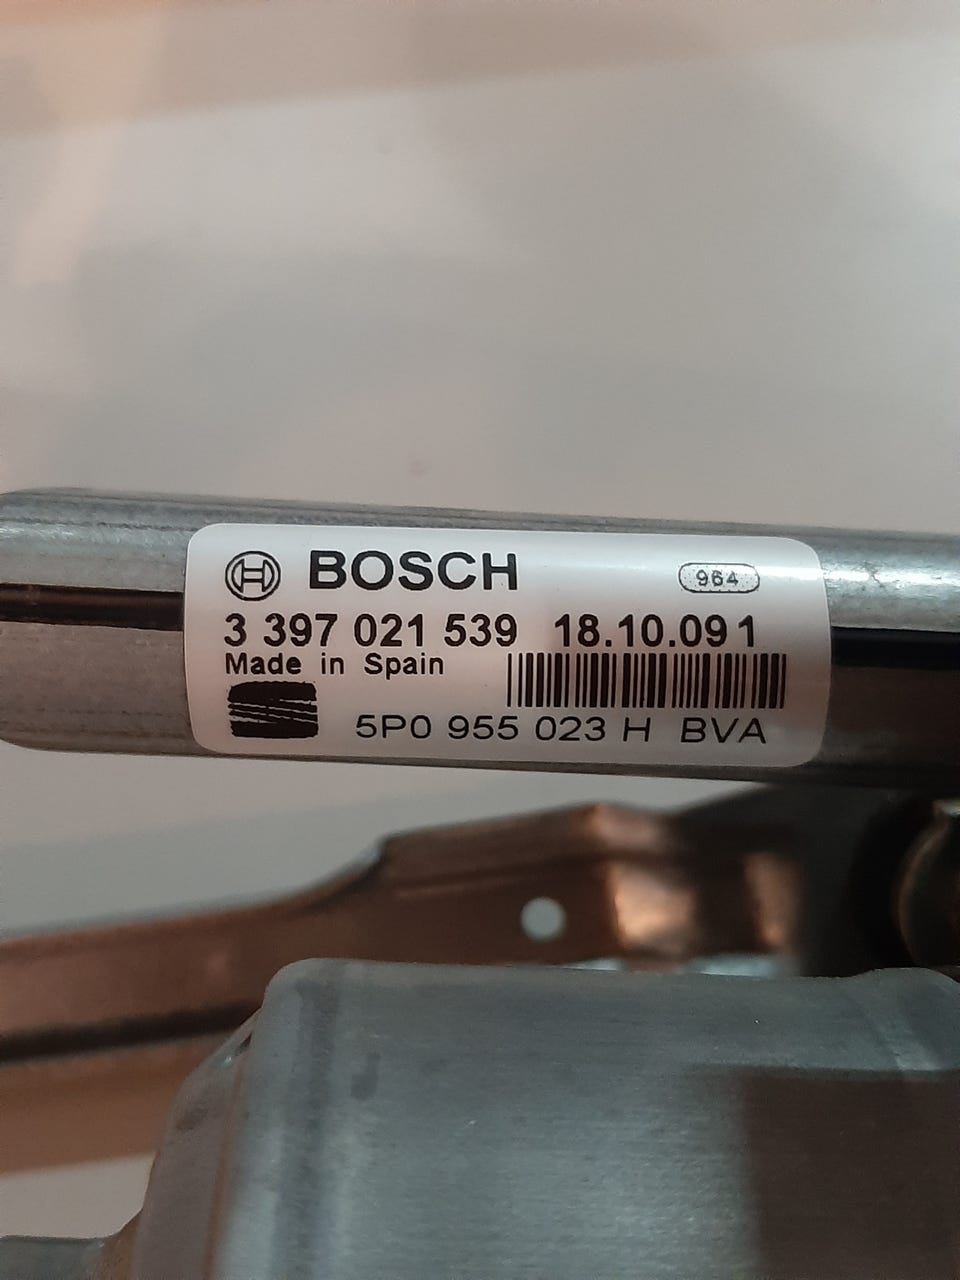 BOSCH 964
3 397 021 539 18.10.09 1
Made in Spain
5P0 955 023 H BVA